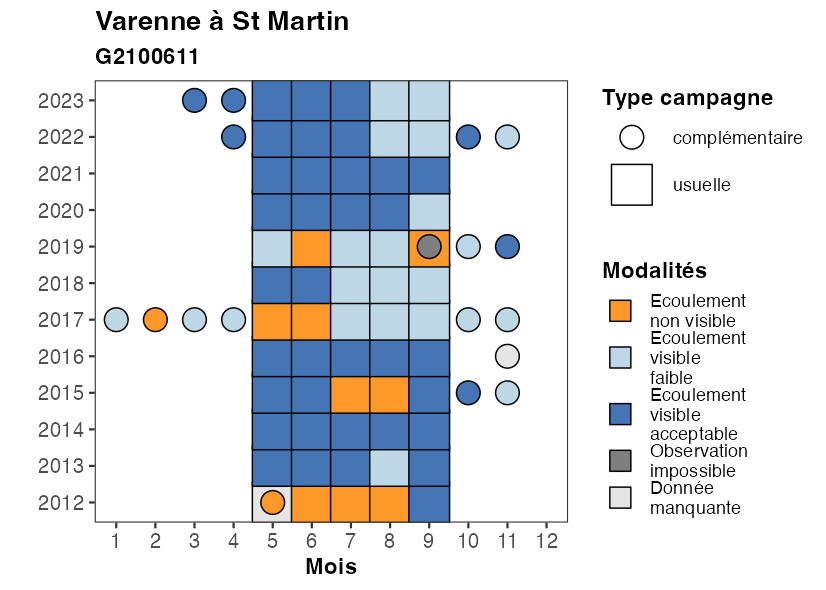 Varenne à St Martin
G2100611
2023
2022
2021
2020
2019
2018
2017
2016
2015
2014
2013
2012
1 2 3 4 5 6 7 8 9 10 11 12
Mois
Type campagne
complémentaire
usuelle
Modalités
Ecoulement
non visible
Ecoulement
visible
faible
Ecoulement
visible
acceptable
Observation
impossible
Donnée
manquante